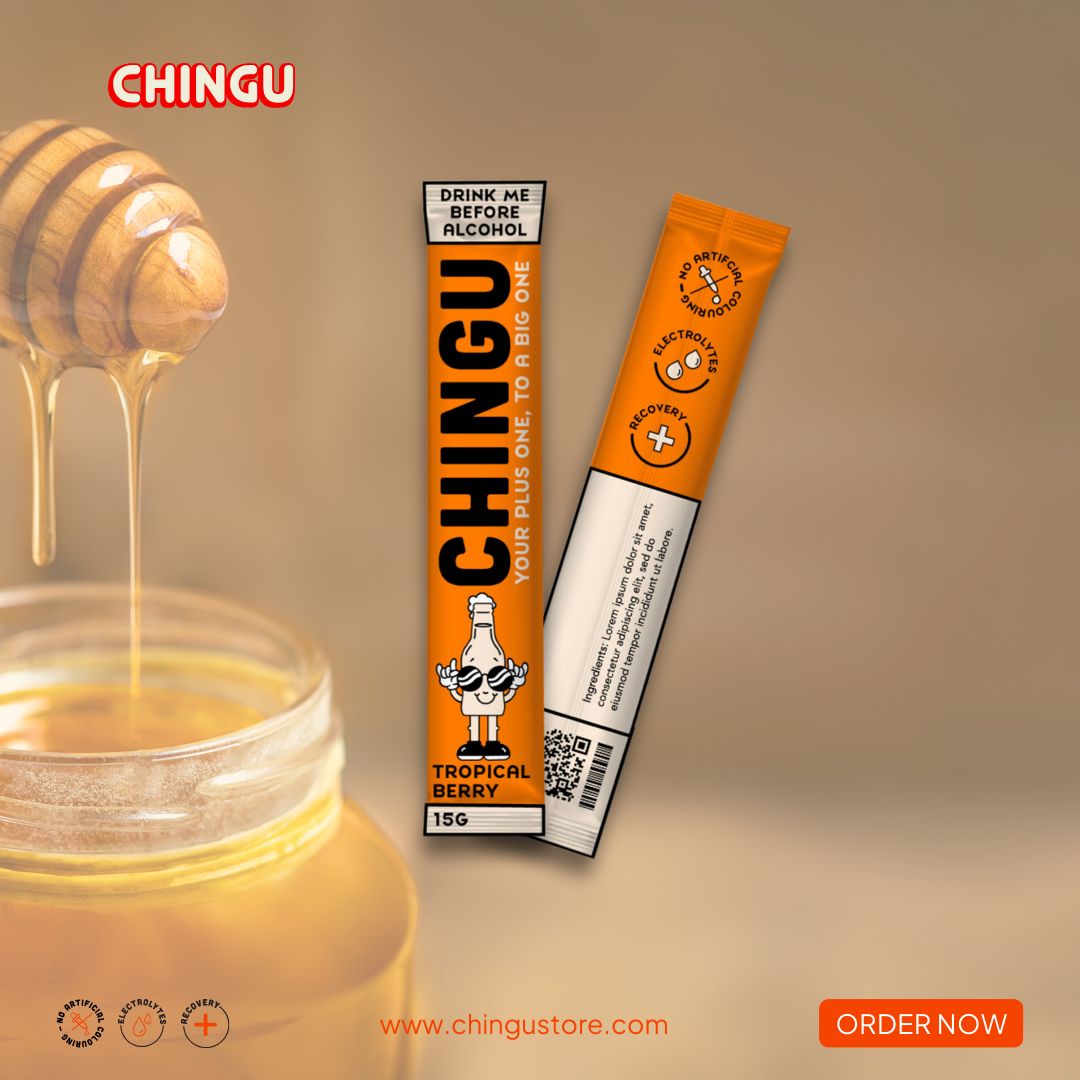 CHINGU
DRINK ME
BEFORE
ALCOHOL
CHINGU
YOUR PLUS ONE, TO A BIG ONE
TROPICAL
BERRY
15G
NO ARTIFCIAL COLOURING
ELECTROLYTES
RECOVERY
Ingredients: Lorem ipsum dolor sit amet,
consectetur adipiscing elit, sed do
eiusmod tempor incididunt ut labore.
NO ARTIFICIAL COLOURING
ELECTROLYTES
RECOVERY
www.chingustore.com
ORDER NOW